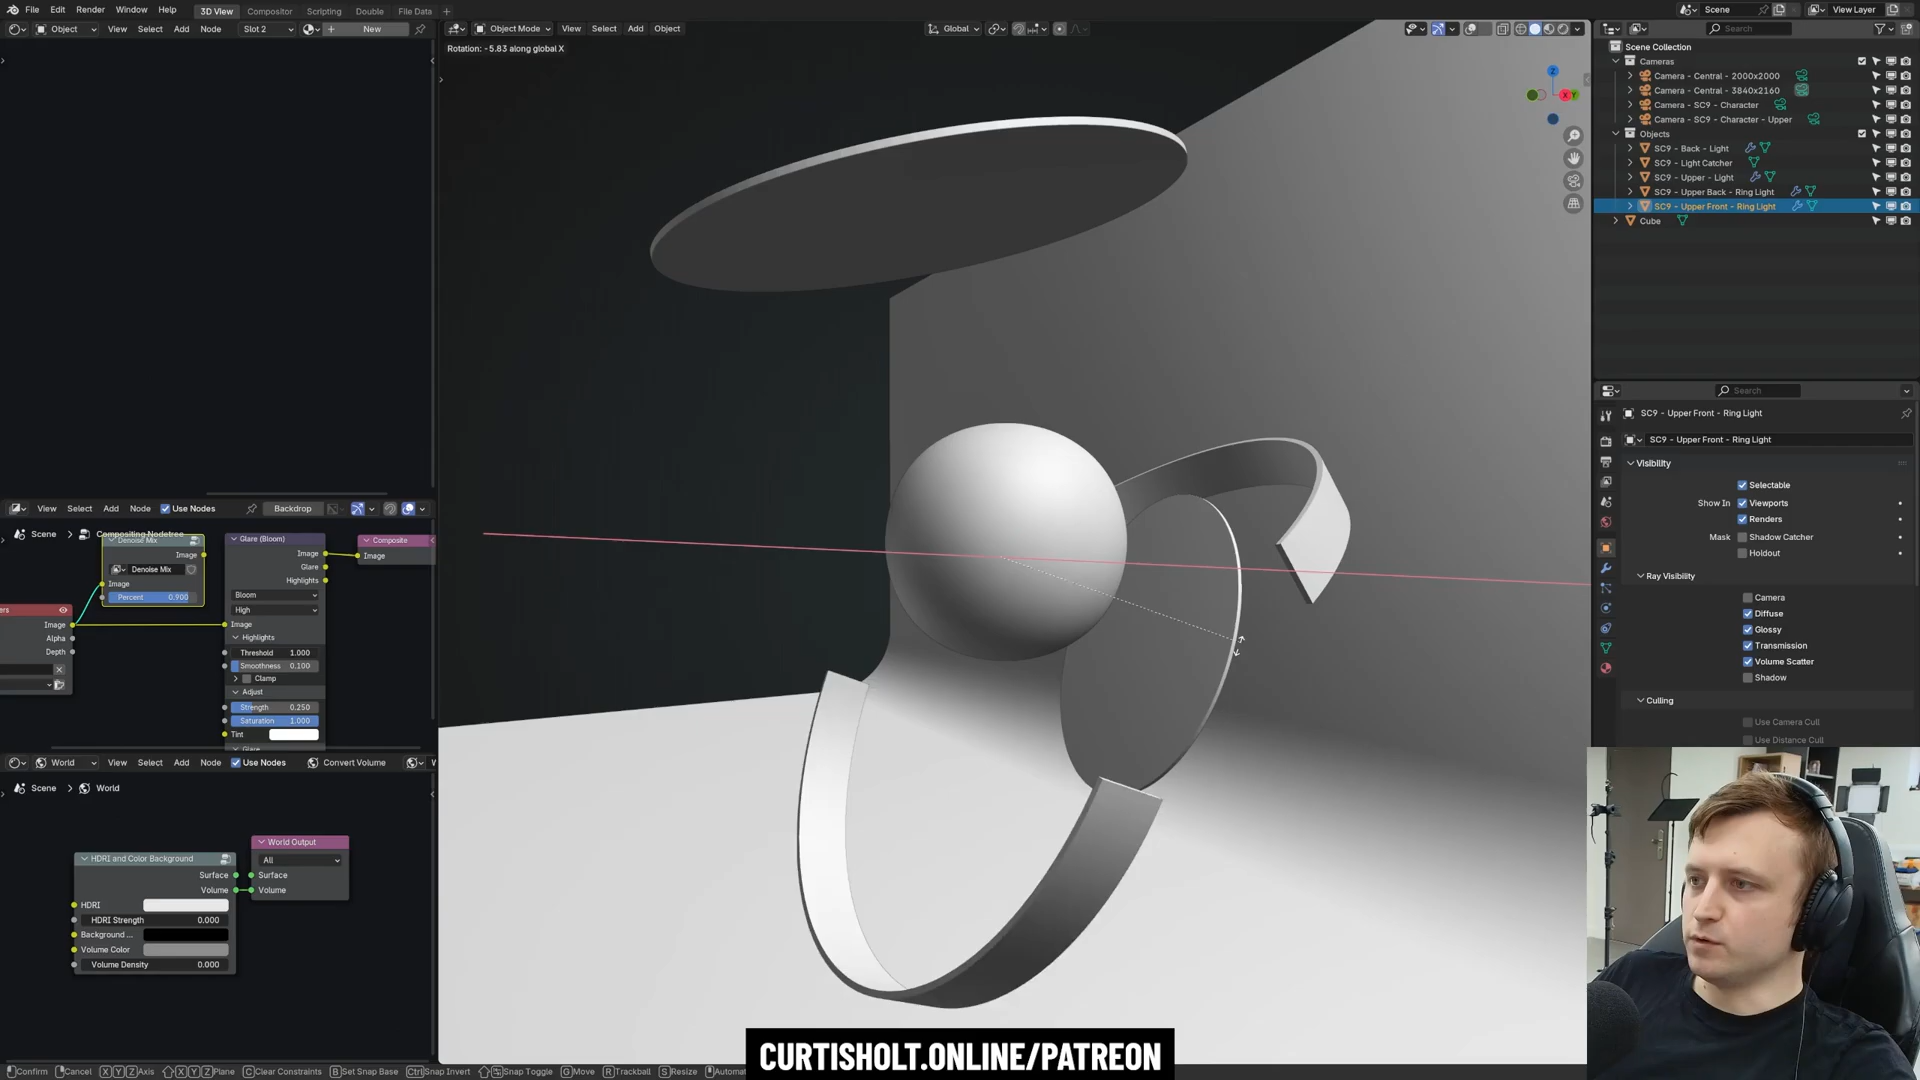 File Edit Render Window Help
3D View Compositor Scripting Double File Data +
Scene
View Layer
Object View Select Add Node Slot 2 New
Object Mode View Select Add Object
Global
Search
Rotation: -5.83 along global X
Scene Collection
Cameras
Camera - Central - 2000x2000
Camera - Central - 3840x2160
Camera - SC9 - Character
Camera - SC9 - Character - Upper
Objects
SC9 - Back - Light
SC9 - Light Catcher
SC9 - Upper - Light
SC9 - Upper Back - Ring Light
SC9 - Upper Front - Ring Light
Cube
Z
X
Y
Search
SC9 - Upper Front - Ring Light
SC9 - Upper Front - Ring Light
Visibility
Selectable
Show In Viewports
Renders
Mask Shadow Catcher
Holdout
Ray Visibility
Camera
Diffuse
Glossy
Transmission
Volume Scatter
Shadow
Culling
Use Camera Cull
Use Distance Cull
View Select Add Node Use Nodes Backdrop
Scene Compositing Nodetree
Denoise Mix
Image
Denoise Mix
Image
Percent 0.900
Image
Alpha
Depth
Glare (Bloom)
Image
Glare
Highlights
Bloom
High
Image
Highlights
Threshold 1.000
Smoothness 0.100
Clamp
Adjust
Strength 0.250
Saturation 1.000
Tint
Composite
Image
World View Select Add Node Use Nodes Convert Volume
Scene World
HDRI and Color Background
Surface
Volume
HDRI
HDRI Strength 0.000
Background ...
Volume Color
Volume Density 0.000
World Output
All
Surface
Volume
Confirm Cancel X Y Z Axis X Y Z Plane C Clear Constraints B Set Snap Base Ctrl Snap Invert Snap Toggle G Move R Trackball S Resize
CURTISHOLT.ONLINE/PATREON